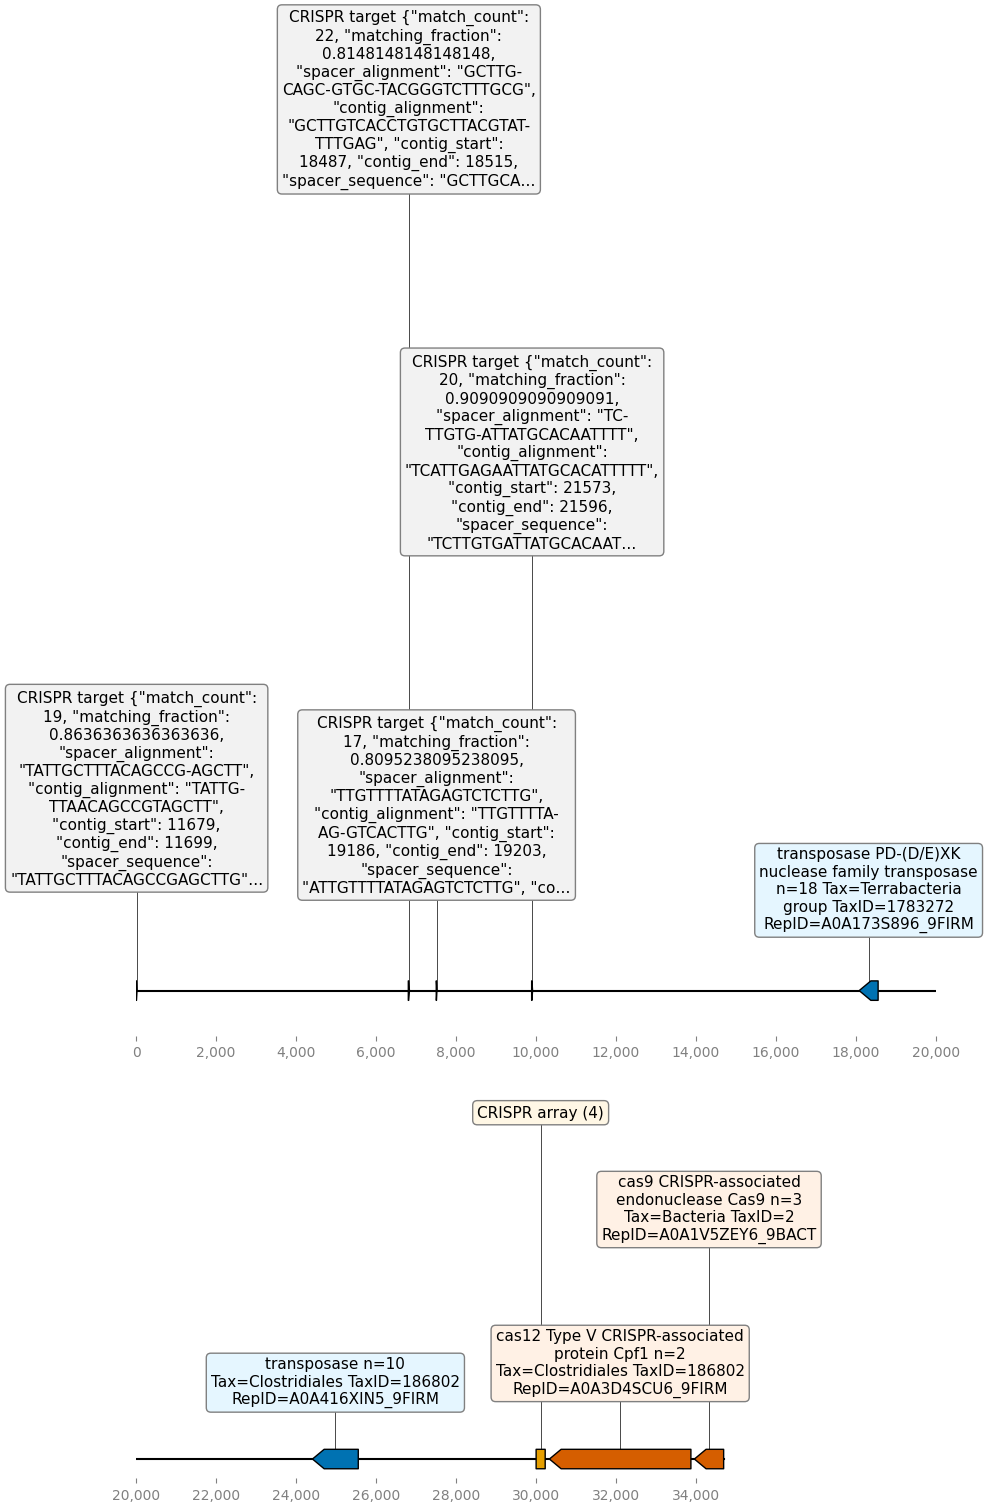 CRISPR target {"match_count":
22, "matching_fraction":
0.8148148148148148,
"spacer_alignment": "GCTTG-
CAGC-GTGC-TACGGGTCTTTGCG",
"contig_alignment":
"GCTTGTCACCTGTGCTTACGTAT-
TTTGAG", "contig_start":
18487, "contig_end": 18515,
"spacer_sequence": "GCTTGCA...
CRISPR target {"match_count":
20, "matching_fraction":
0.9090909090909091,
"spacer_alignment": "TC-
TTGTG-ATTATGCACAATTTT",
"contig_alignment":
"TCATTGAGAATTATGCACATTTTT",
"contig_start": 21573,
"contig_end": 21596,
"spacer_sequence":
"TCTTGTGATTATGCACAAT...
CRISPR target {"match_count":
19, "matching_fraction":
0.8636363636363636,
"spacer_alignment":
"TATTGCTTTACAGCCG-AGCTT",
"contig_alignment": "TATTG-
TTAACAGCCGTAGCTT",
"contig_start": 11679,
"contig_end": 11699,
"spacer_sequence":
"TATTGCTTTACAGCCGAGCTTG"...
CRISPR target {"match_count":
17, "matching_fraction":
0.8095238095238095,
"spacer_alignment":
"TTGTTTTATAGAGTCTCTTG",
"contig_alignment": "TTGTTTTA-
AG-GTCACTTG", "contig_start":
19186, "contig_end": 19203,
"spacer_sequence":
"ATTGTTTTATAGAGTCTCTTG", "co...
transposase PD-(D/E)XK
nuclease family transposase
n=18 Tax=Terrabacteria
group TaxID=1783272
RepID=A0A173S896_9FIRM
0 2,000 4,000 6,000 8,000 10,000 12,000 14,000 16,000 18,000 20,000
CRISPR array (4)
cas9 CRISPR-associated
endonuclease Cas9 n=3
Tax=Bacteria TaxID=2
RepID=A0A1V5ZEY6_9BACT
cas12 Type V CRISPR-associated
protein Cpf1 n=2
Tax=Clostridiales TaxID=186802
RepID=A0A3D4SCU6_9FIRM
transposase n=10
Tax=Clostridiales TaxID=186802
RepID=A0A416XIN5_9FIRM
20,000 22,000 24,000 26,000 28,000 30,000 32,000 34,000